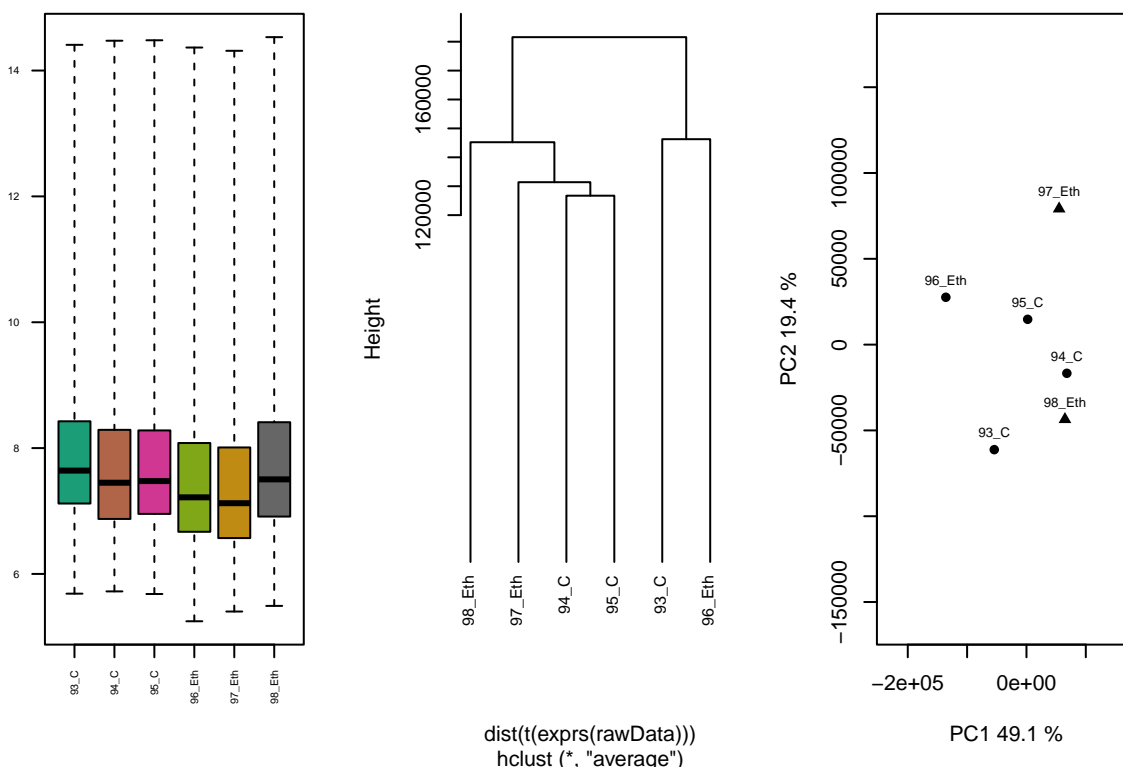 14
12
10
8
6
93_C
94_C
95_C
96_Eth
97_Eth
98_Eth
Height
160000
120000
98_Eth
97_Eth
94_C
95_C
93_C
96_Eth
dist(t(exprs(rawData)))
hclust (*, "average")
PC2 19.4 %
100000
50000
0
−50000
−150000
97_Eth
96_Eth
95_C
94_C
98_Eth
93_C
−2e+05 0e+00
PC1 49.1 %